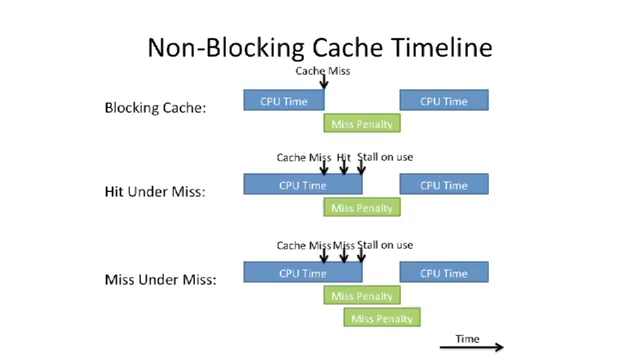 Non-Blocking Cache Timeline
Cache Miss
Blocking Cache:
CPU Time
CPU Time
Miss Penalty
Cache Miss Hit Stall on use
Hit Under Miss:
CPU Time
CPU Time
Miss Penalty
Cache Miss Miss Stall on use
Miss Under Miss:
CPU Time
CPU Time
Miss Penalty
Miss Penalty
Time